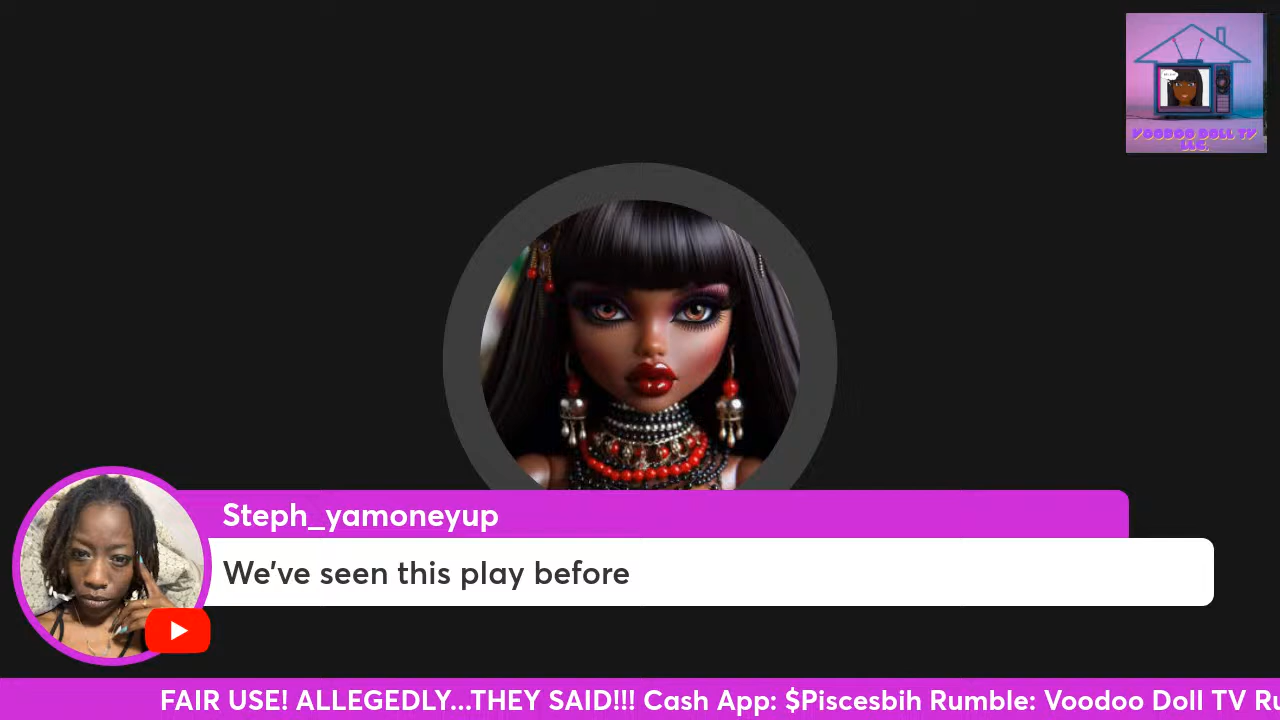 VOODOO DOLL TV
LLC.
Steph_yamoneyup
We've seen this play before
FAIR USE! ALLEGEDLY...THEY SAID!!! Cash App: $Piscesbih Rumble: Voodoo Doll TV Ru